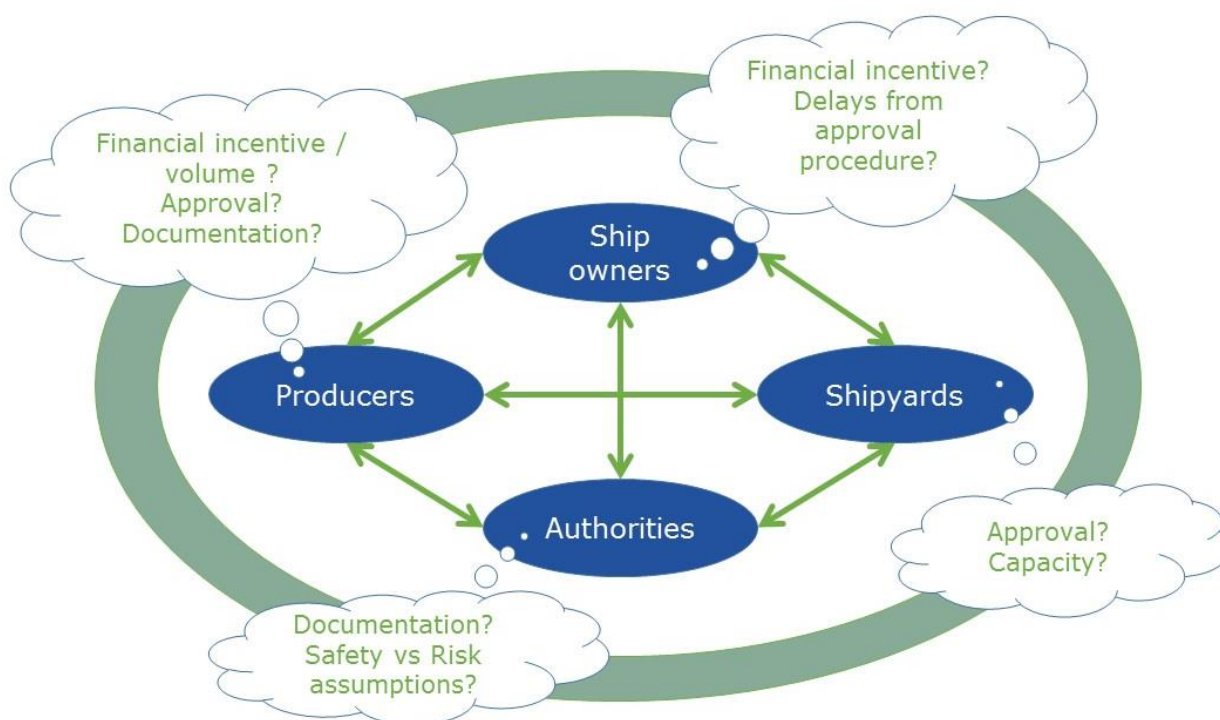 Financial incentive?
Delays from
approval
procedure?
Financial incentive /
volume ?
Approval?
Documentation?
Ship
owners
Producers
Shipyards
Authorities
Approval?
Capacity?
Documentation?
Safety vs Risk
assumptions?